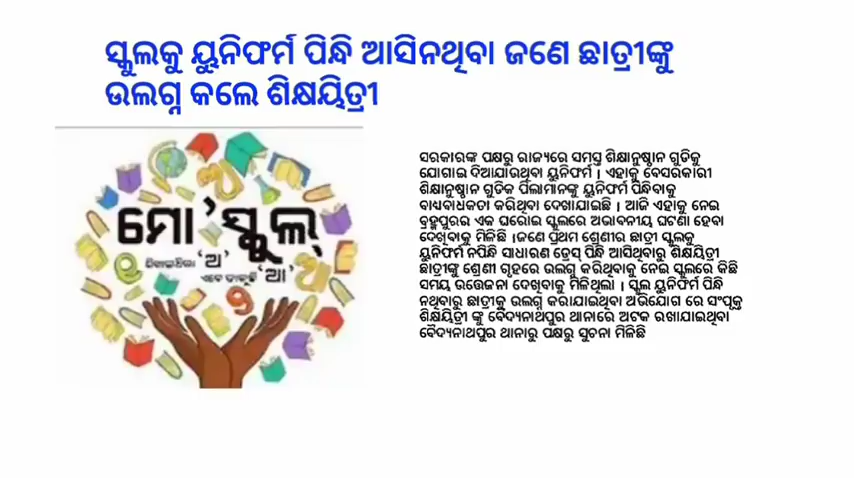 ସ୍କୁଲକୁ ୟୁନିଫର୍ମ ପିନ୍ଧି ଆସିନଥିବା ଜଣେ ଛାତ୍ରୀଙ୍କୁ
ଉଲଗ୍ନ କଲେ ଶିକ୍ଷୟିତ୍ରୀ
ମୋ 'ସ୍କୁଲ୍
ଶିଖାଇଥିଲା 'ଅ'
ଏବେ ଡାକୁଛି 'ଆ'
ସରକାରଙ୍କ ପକ୍ଷରୁ ରାଜ୍ୟରେ ସମସ୍ତ ଶିକ୍ଷାନୁଷ୍ଠାନ ଗୁଡିକୁ
ଯୋଗାଇ ଦିଆଯାଉଥିବା ୟୁନିଫର୍ମ । ଏହାକୁ ବେସରକାରୀ
ଶିକ୍ଷାନୁଷ୍ଠାନ ଗୁଡିକ ପିଲାମାନଙ୍କୁ ୟୁନିଫର୍ମ ପିନ୍ଧିବାକୁ
ବାଧ୍ୟବାଧକତା କରିଥିବା ଦେଖାଯାଇଛି । ଆଜି ଏହାକୁ ନେଇ
ବ୍ରହ୍ମପୁରର ଏକ ଘରୋଇ ସ୍କୁଲରେ ଅଭାବନୀୟ ଘଟଣା ହେବା
ଦେଖିବାକୁ ମିଳିଛି ।ଜଣେ ପ୍ରଥମ ଶ୍ରେଣୀର ଛାତ୍ରୀ ସ୍କୁଲକୁ
ୟୁନିଫର୍ମ ନପିନ୍ଧି ସାଧାରଣ ଡ୍ରେସ୍ ପିନ୍ଧି ଆସିଥିବାରୁ ଶିକ୍ଷୟିତ୍ରୀ
ଛାତ୍ରୀଙ୍କୁ ଶ୍ରେଣୀ ଗୃହରେ ଉଲଗ୍ନ କରିଥିବାକୁ ନେଇ ସ୍କୁଲରେ କିଛି
ସମୟ ଉତ୍ତେଜନା ଦେଖିବାକୁ ମିଳିଥିଲା । ସ୍କୁଲ ୟୁନିଫର୍ମ ପିନ୍ଧି
ନଥିବାରୁ ଛାତ୍ରୀକୁ ଉଲଗ୍ନ କରାଯାଇଥିବା ଅଭିଯୋଗ ରେ ସଂପୃକ୍ତ
ଶିକ୍ଷୟିତ୍ରୀ ଙ୍କୁ ବୈଦ୍ୟନାଥପୁର ଥାନାରେ ଅଟକ ରଖାଯାଇଥିବା
ବୈଦ୍ୟନାଥପୁର ଥାନାରୁ ପକ୍ଷରୁ ସୁଚନା ମିଳିଛି